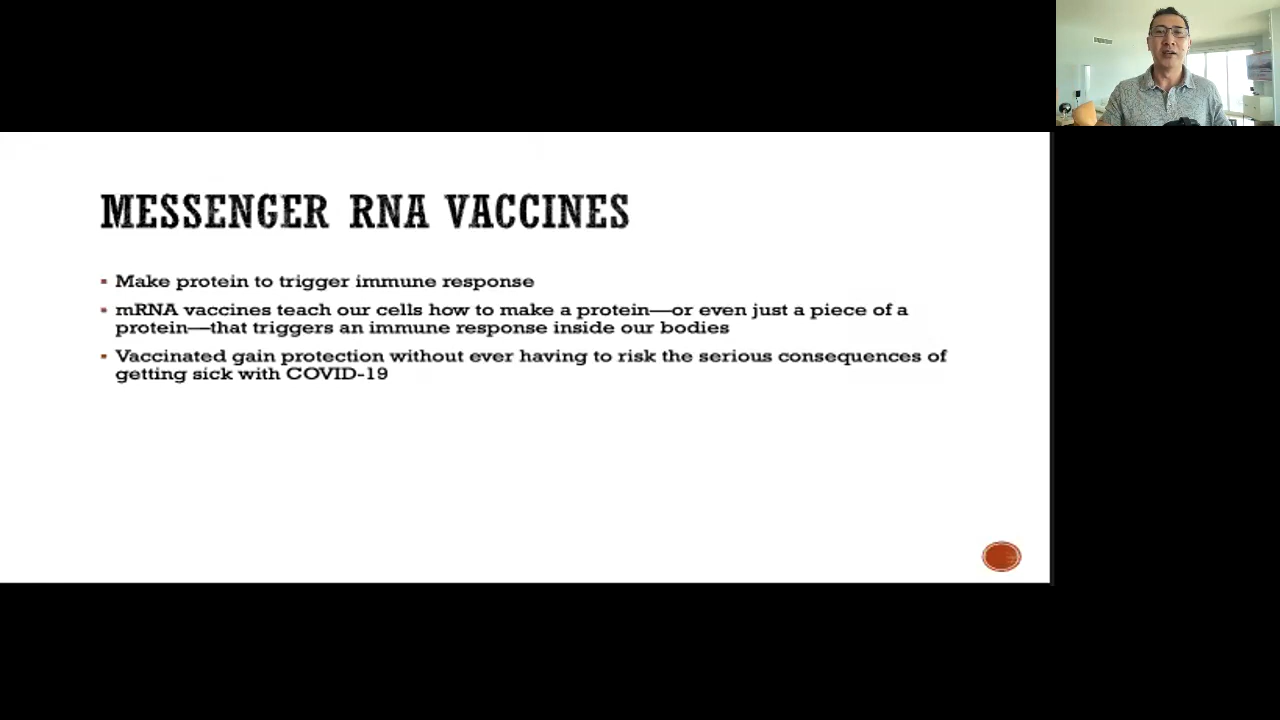 MESSENGER RNA VACCINES
▪ Make protein to trigger immune response
▪ mRNA vaccines teach our cells how to make a protein—or even just a piece of a
protein—that triggers an immune response inside our bodies
▪ Vaccinated gain protection without ever having to risk the serious consequences of
getting sick with COVID-19